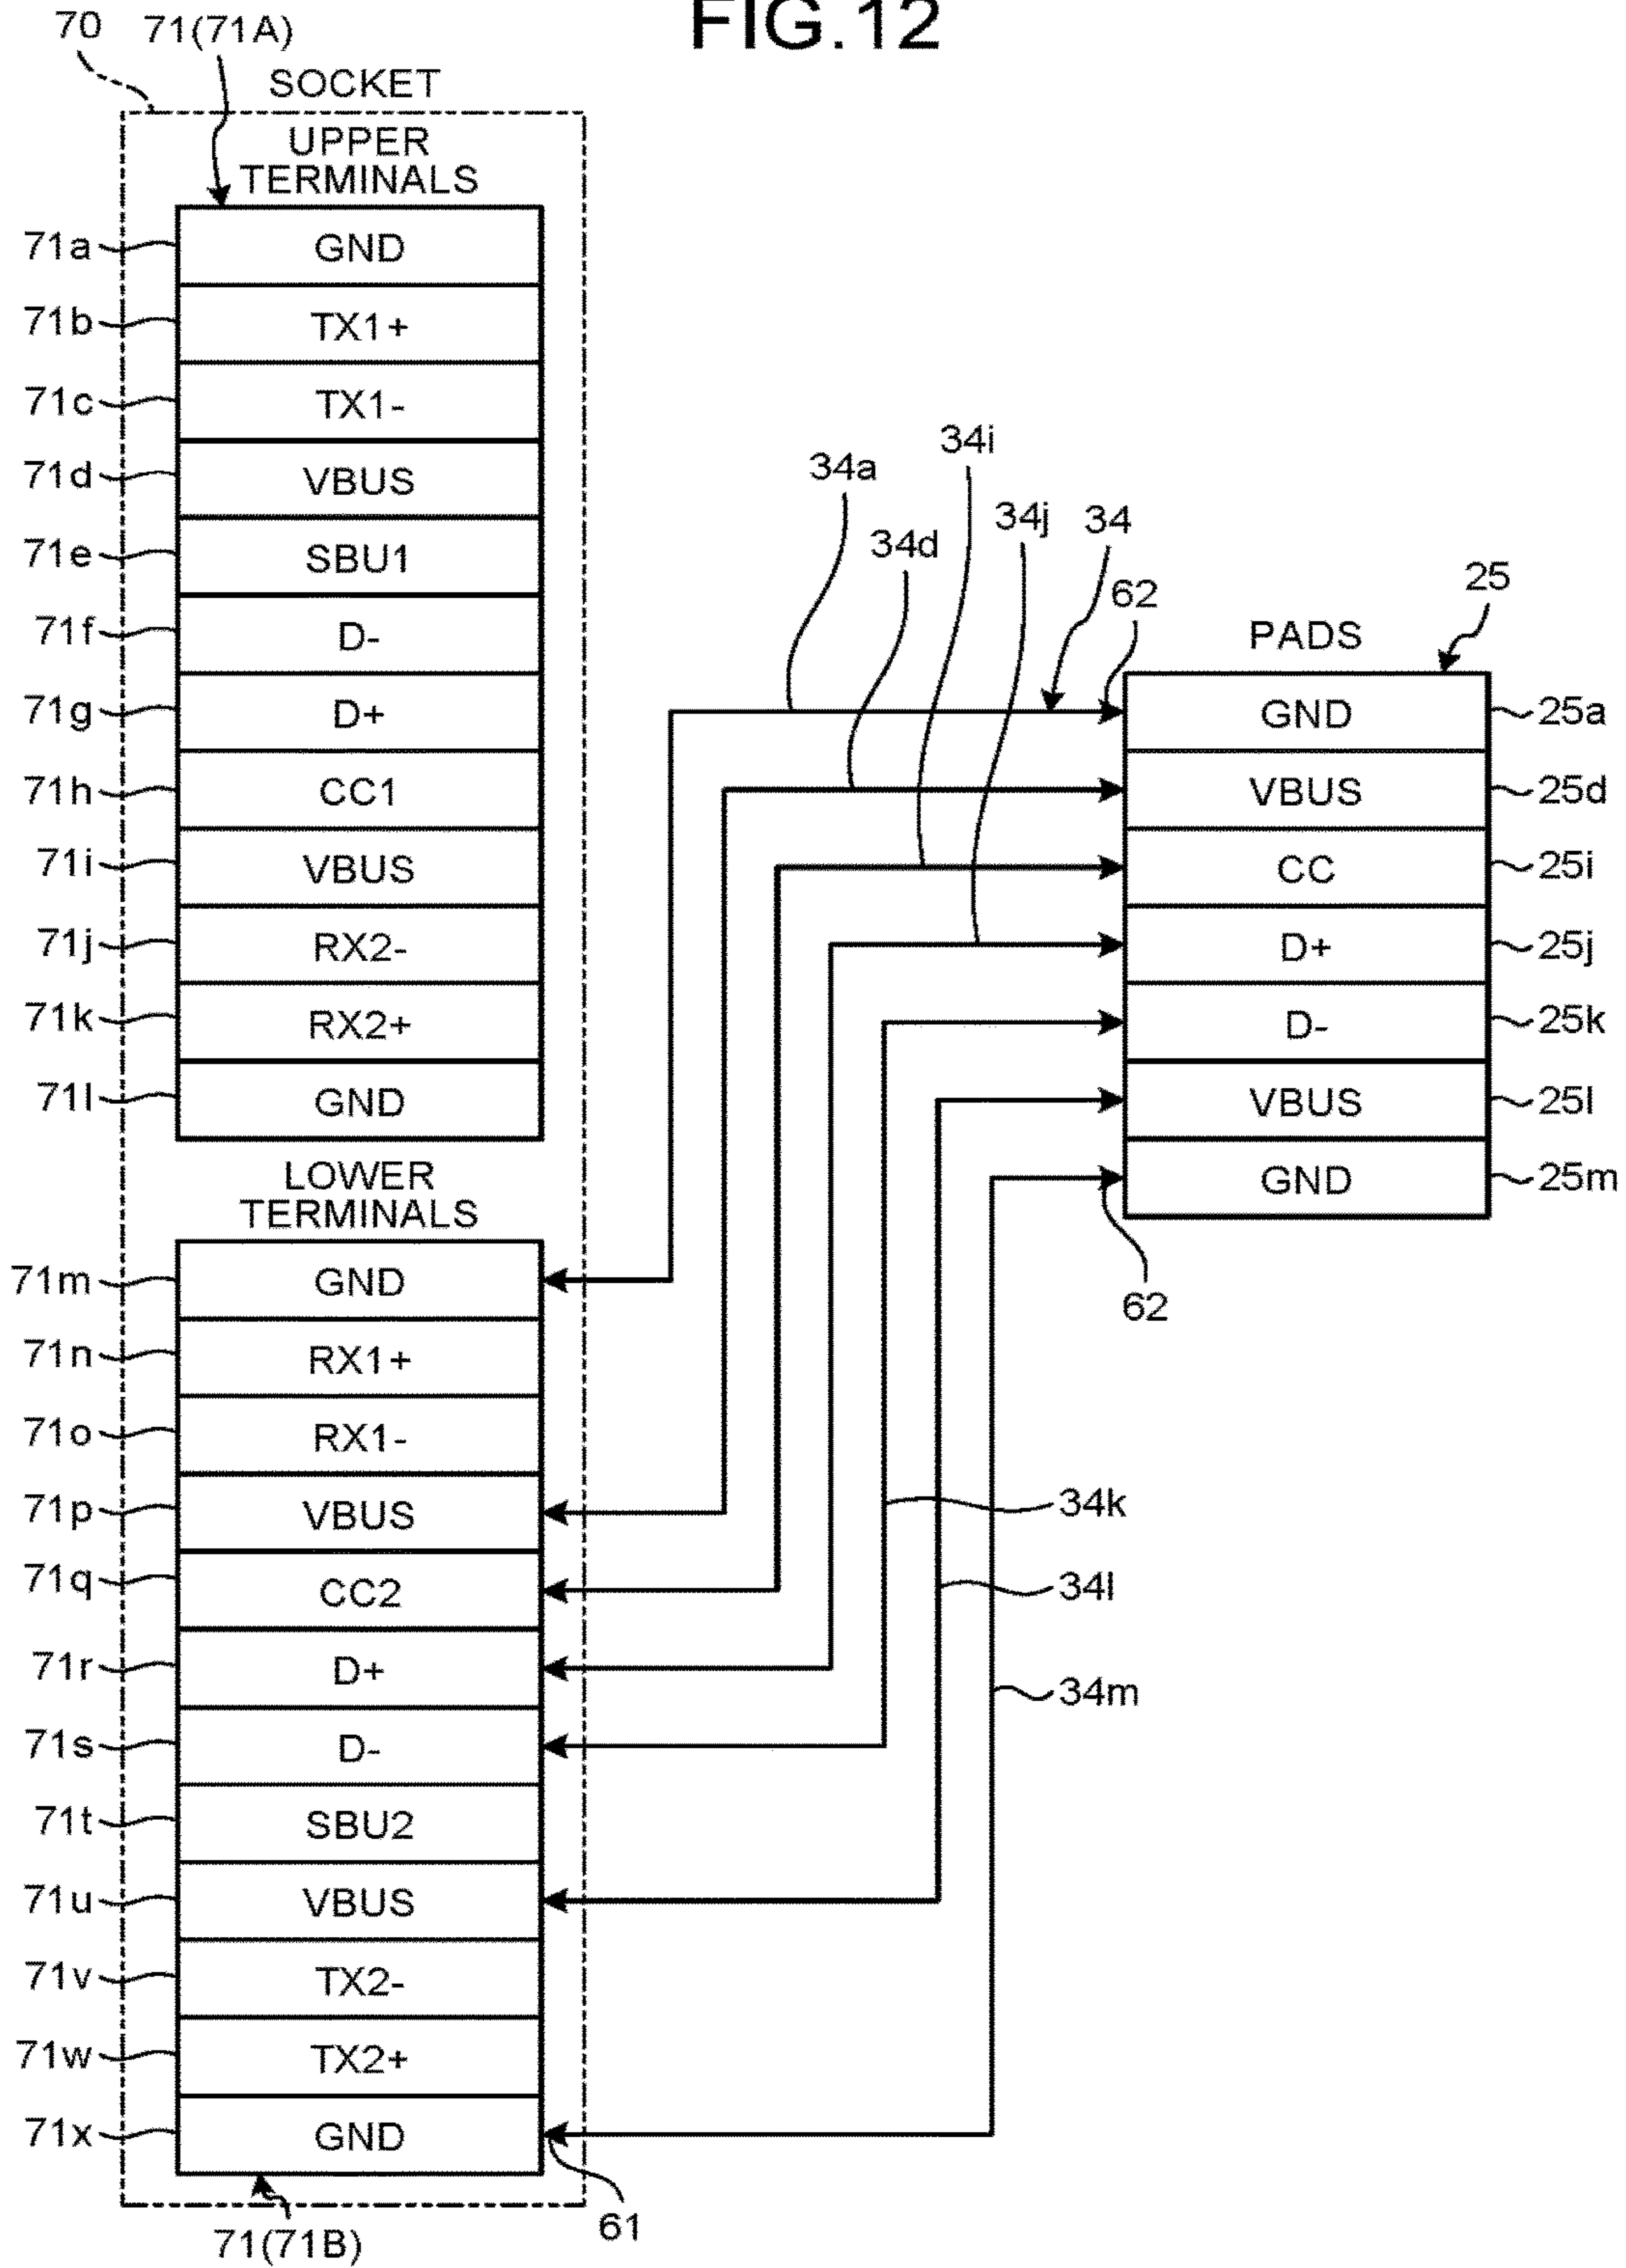 FIG.12
70
71(71A)
SOCKET
UPPER
TERMINALS
71a GND
71b TX1+
71c TX1-
71d VBUS
71e SBU1
71f D-
71g D+
71h CC1
71i VBUS
71j RX2-
71k RX2+
71l GND
LOWER
TERMINALS
71m GND
71n RX1+
71o RX1-
71p VBUS
71q CC2
71r D+
71s D-
71t SBU2
71u VBUS
71v TX2-
71w TX2+
71x GND
71(71B)
61
34a
34d
34i
34j
34
62
25
PADS
GND 25a
VBUS 25d
CC 25i
D+ 25j
D- 25k
VBUS 25l
GND 25m
62
34k
34l
34m